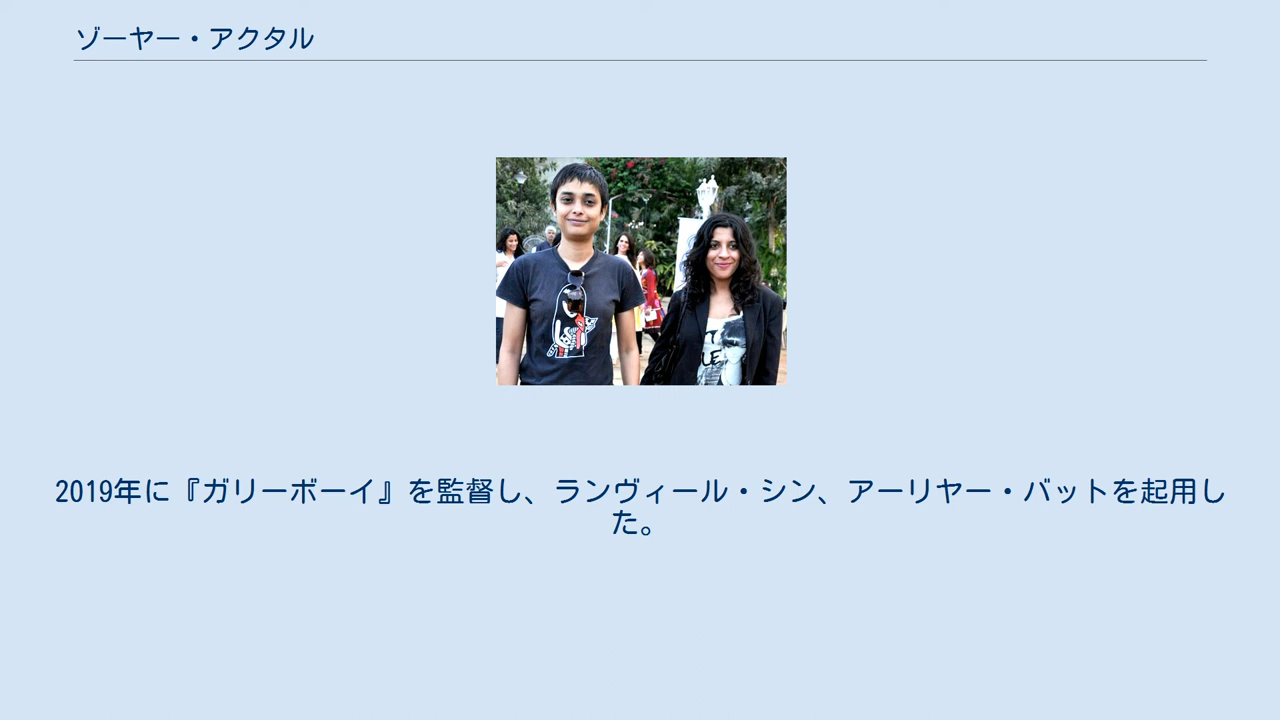 ゾーヤー・アクタル
2019年に『ガリーボーイ』を監督し、ランヴィール・シン、アーリヤー・バットを起用し
た。